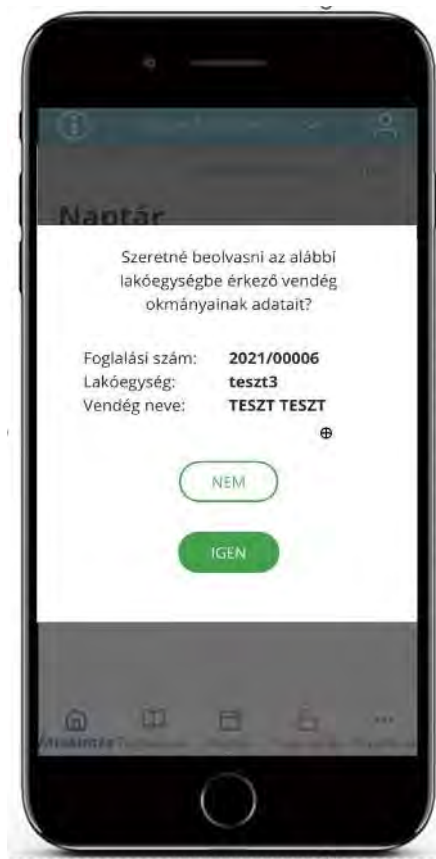 Naptár
Szeretné beolvasni az alábbi
lakóegységbe érkező vendég
okmányainak adatait?
Foglalási szám: 2021/00006
Lakóegység: teszt3
Vendég neve: TESZT TESZT
NEM
IGEN